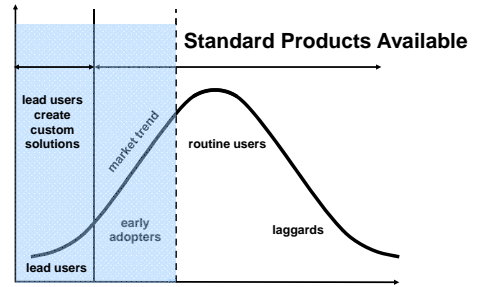 Standard Products Available
lead users
create
custom
solutions
market trend
routine users
early
adopters
laggards
lead users